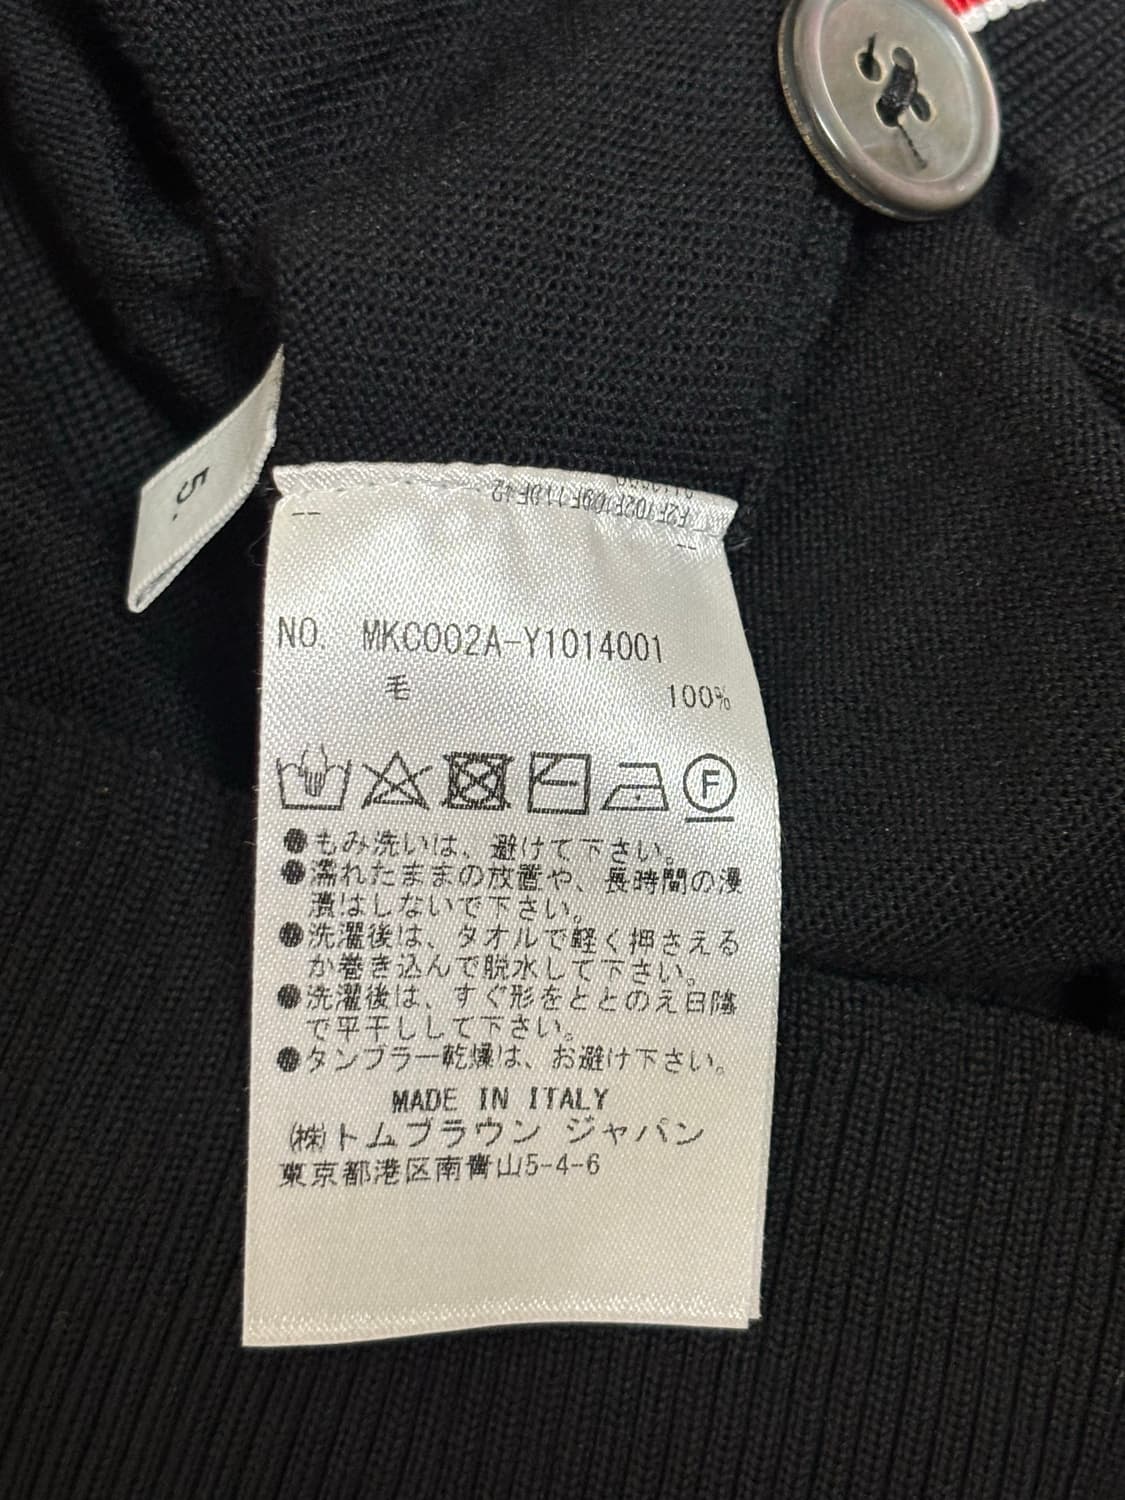 5.
NO. MKC002A-Y1014001
毛 100%
F
●もみ洗いは、避けて下さい。
●濡れたままの放置や、長時間の浸
漬はしないで下さい。
●洗濯後は、タオルで軽く押さえる
か巻き込んで脱水して下さい。
●洗濯後は、すぐ形をととのえ日陰
で平干しして下さい。
●タンブラー乾燥は、お避け下さい。
MADE IN ITALY
㈱トムブラウン ジャパン
東京都港区南青山5-4-6